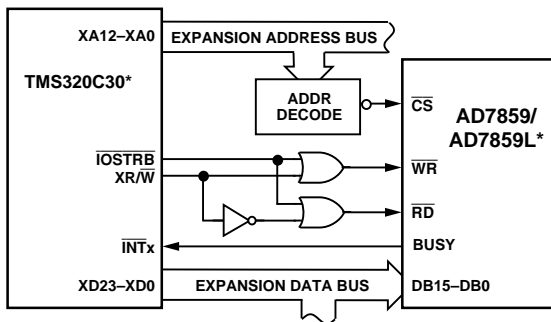 XA12–XA0
EXPANSION ADDRESS BUS
TMS320C30*
ADDR
DECODE
CS
AD7859/
AD7859L*
IOSTRB
XR/W
WR
RD
INTx
BUSY
XD23–XD0
EXPANSION DATA BUS
DB15–DB0